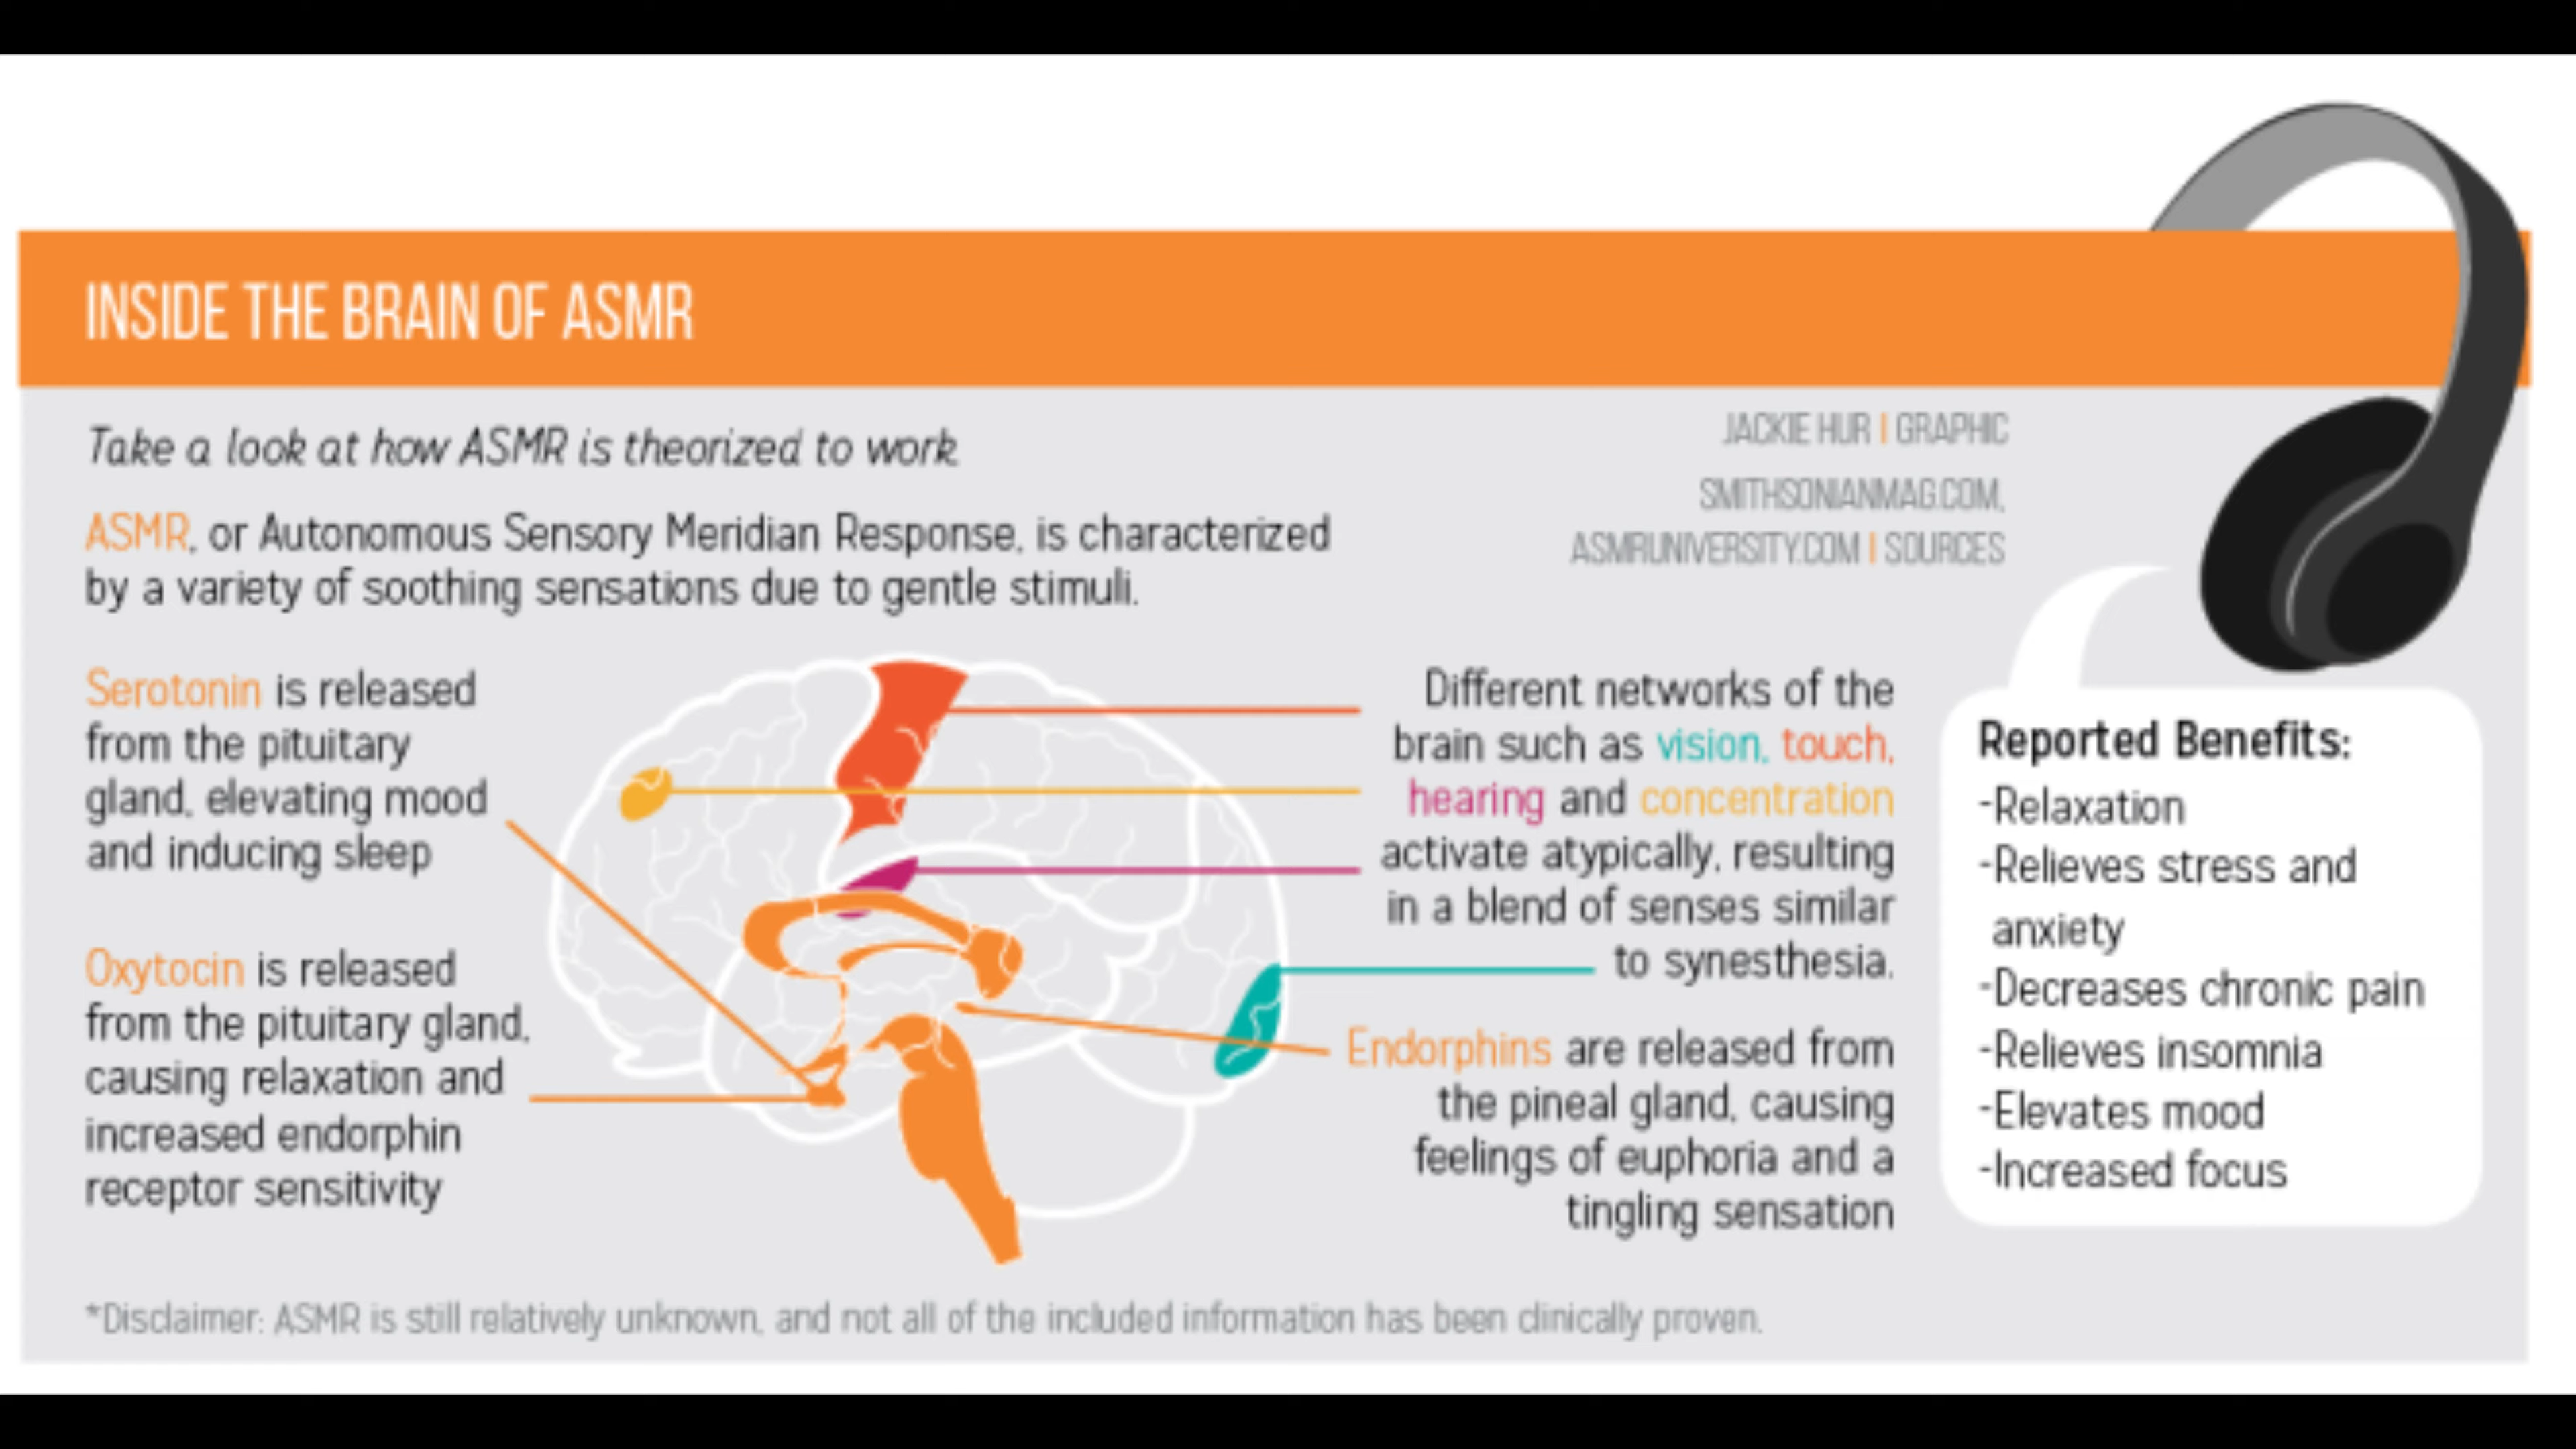 INSIDE THE BRAIN OF ASMR
Take a look at how ASMR is theorized to work
JACKIE HUR | GRAPHIC
SMITHSONIANMAG.COM,
ASMRUNIVERSITY.COM | SOURCES
ASMR, or Autonomous Sensory Meridian Response, is characterized
by a variety of soothing sensations due to gentle stimuli.
Serotonin is released
from the pituitary
gland, elevating mood
and inducing sleep
Oxytocin is released
from the pituitary gland,
causing relaxation and
increased endorphin
receptor sensitivity
Different networks of the
brain such as vision, touch,
hearing and concentration
activate atypically, resulting
in a blend of senses similar
to synesthesia.
Endorphins are released from
the pineal gland, causing
feelings of euphoria and a
tingling sensation
Reported Benefits:
-Relaxation
-Relieves stress and
anxiety
-Decreases chronic pain
-Relieves insomnia
-Elevates mood
-Increased focus
*Disclaimer: ASMR is still relatively unknown, and not all of the included information has been clinically proven.